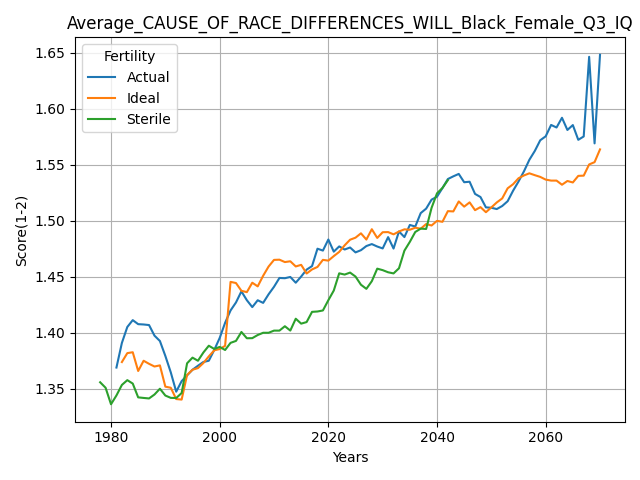 Average_CAUSE_OF_RACE_DIFFERENCES_WILL_Black_Female_Q3_IQ
Fertility
Actual
Ideal
Sterile
Score(1-2)
1.65
1.60
1.55
1.50
1.45
1.40
1.35
1980 2000 2020 2040 2060
Years